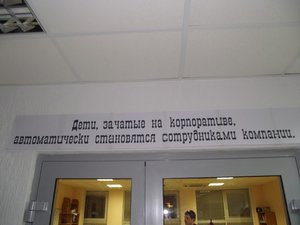 Дети, зачатые на корпоративе,
автоматически становятся сотрудниками компании.